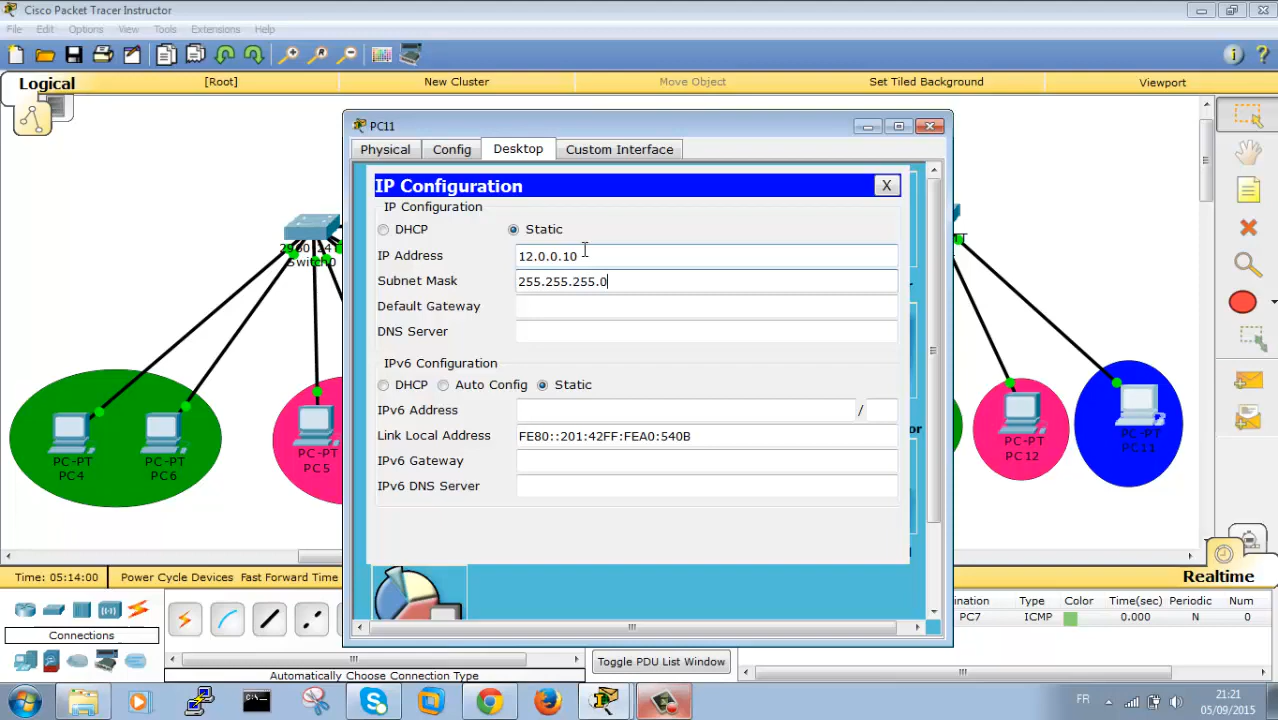 Cisco Packet Tracer Instructor
File Edit Options View Tools Extensions Help
Logical [Root] New Cluster Move Object Set Tiled Background Viewport
PC11
Physical Config Desktop Custom Interface
IP Configuration X
IP Configuration
DHCP Static
IP Address 12.0.0.10
Subnet Mask 255.255.255.0
Default Gateway
DNS Server
IPv6 Configuration
DHCP Auto Config Static
IPv6 Address /
Link Local Address FE80::201:42FF:FEA0:540B
IPv6 Gateway
IPv6 DNS Server
Switch0
PC-PT
PC4
PC-PT
PC6
PC-PT
PC5
PC-PT
PC12
PC-PT
PC11
Time: 05:14:00 Power Cycle Devices Fast Forward Time
Realtime
Connections
Automatically Choose Connection Type
Toggle PDU List Window
ination Type Color Time(sec) Periodic Num
PC7 ICMP 0.000 N 0
FR
21:21
05/09/2015